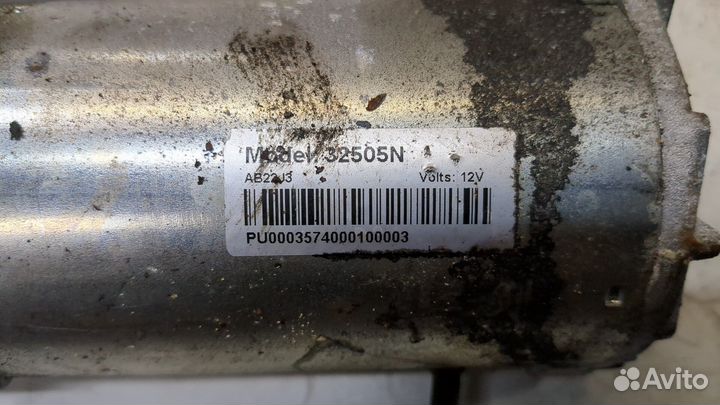 Model: 32505N
AB22J3
Volts: 12V
PU0003574000100003
Avito